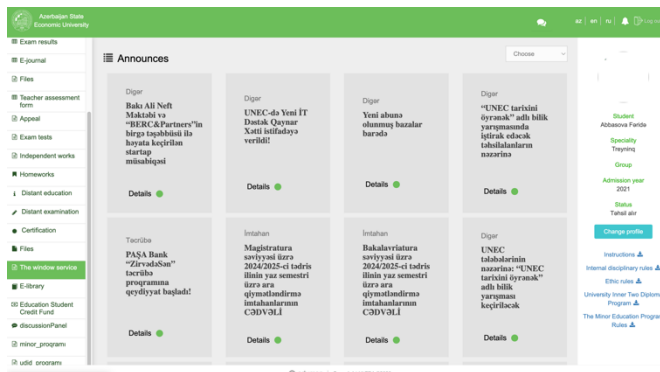 Azerbaijan State
Economic University
az | en | ru
Exam results
E-journal
Files
Teacher assessment
form
Appeal
Exam tests
Independent works
Homeworks
Distant education
Distant examination
Certification
Files
The window service
E-library
Education Student
Credit Fund
discussionPanel
minor_proqramı
Announces
Choose
Digər
Bakı Ali Neft
Məktəbi və
“BERC&Partners”in
birgə təşəbbüsü ilə
həyata keçirilən
startap
müsabiqəsi
Details
Digər
UNEC-də Yeni İT
Dəstək Qaynar
Xətti istifadəyə
verildi!
Details
Digər
Yeni abunə
olunmuş bazalar
barədə
Details
Digər
“UNEC tarixini
öyrənək” adlı bilik
yarışmasında
iştirak edəcək
təhsilalanların
nəzərinə
Details
Təcrübə
PAŞA Bank
“ZirvədəSən”
təcrübə
proqramına
qeydiyyat başladı!
Details
İmtahan
Magistratura
səviyyəsi üzrə
2024/2025-ci tədris
ilinin yaz semestri
üzrə ara
qiymətləndirmə
imtahanlarının
CƏDVƏLİ
Details
İmtahan
Bakalavriatura
səviyyəsi üzrə
2024/2025-ci tədris
ilinin yaz semestri
üzrə ara
qiymətləndirmə
imtahanlarının
CƏDVƏLİ
Details
Digər
UNEC
tələbələrinin
nəzərinə: “UNEC
tarixini öyrənək”
adlı bilik
yarışması
keçiriləcək
Details
Student
Abbasova Fəridə
Speciality
Treyninq
Group
Admission year
2021
Status
Təhsil alır
Change profile
Instructions
Internal disciplinary rules
Ethic rules
University Inner Two Diploma
Program
The Minor Education Program
Rules